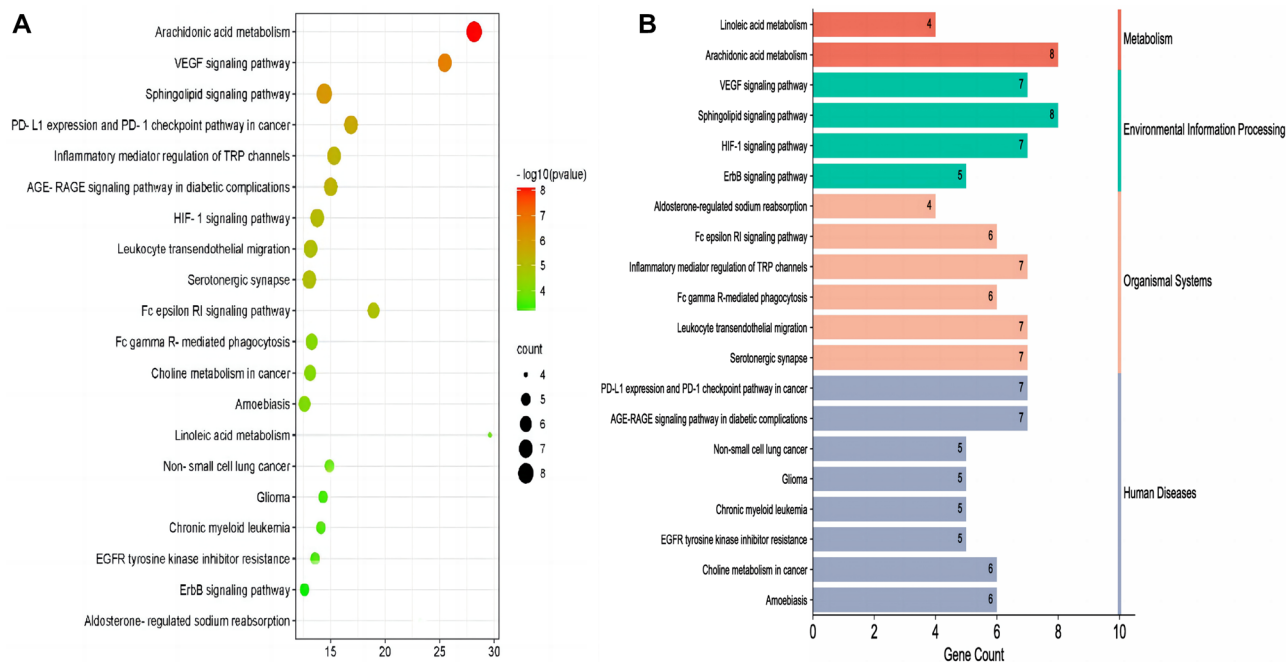 A
Arachidonic acid metabolism
VEGF signaling pathway
Sphingolipid signaling pathway
PD- L1 expression and PD- 1 checkpoint pathway in cancer
Inflammatory mediator regulation of TRP channels
AGE- RAGE signaling pathway in diabetic complications
HIF- 1 signaling pathway
Leukocyte transendothelial migration
Serotonergic synapse
Fc epsilon RI signaling pathway
Fc gamma R- mediated phagocytosis
Choline metabolism in cancer
Amoebiasis
Linoleic acid metabolism
Non- small cell lung cancer
Glioma
Chronic myeloid leukemia
EGFR tyrosine kinase inhibitor resistance
ErbB signaling pathway
Aldosterone- regulated sodium reabsorption
15 20 25 30
- log10(pvalue)
8
7
6
5
4
count
4
5
6
7
8
B
Linoleic acid metabolism 4
Arachidonic acid metabolism 8
VEGF signaling pathway 7
Sphingolipid signaling pathway 8
HIF-1 signaling pathway 7
ErbB signaling pathway 5
Aldosterone-regulated sodium reabsorption 4
Fc epsilon RI signaling pathway 6
Inflammatory mediator regulation of TRP channels 7
Fc gamma R-mediated phagocytosis 6
Leukocyte transendothelial migration 7
Serotonergic synapse 7
PD-L1 expression and PD-1 checkpoint pathway in cancer 7
AGE-RAGE signaling pathway in diabetic complications 7
Non-small cell lung cancer 5
Glioma 5
Chronic myeloid leukemia 5
EGFR tyrosine kinase inhibitor resistance 5
Choline metabolism in cancer 6
Amoebiasis 6
0 2 4 6 8 10
Gene Count
Metabolism
Environmental Information Processing
Organismal Systems
Human Diseases